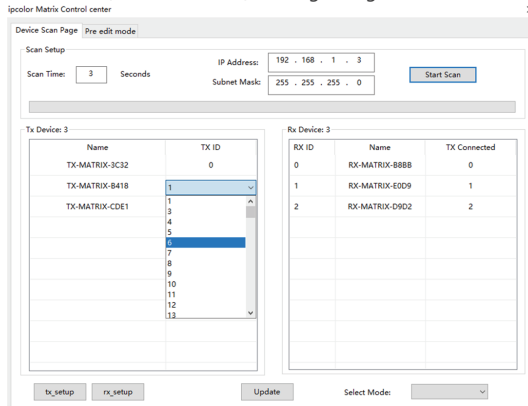 ipcolor Matrix Control center
Device Scan Page Pre edit mode
Scan Setup
Scan Time: 3 Seconds
IP Address: 192 . 168 . 1 . 3
Subnet Mask: 255 . 255 . 255 . 0
Start Scan
Tx Device: 3
Name TX ID
TX-MATRIX-3C32 0
TX-MATRIX-B418 1
TX-MATRIX-CDE1
1
3
4
5
6
7
8
9
10
11
12
13
Rx Device: 3
RX ID Name TX Connected
0 RX-MATRIX-B8BB 0
1 RX-MATRIX-E0D9 1
2 RX-MATRIX-D9D2 2
tx_setup rx_setup Update Select Mode: